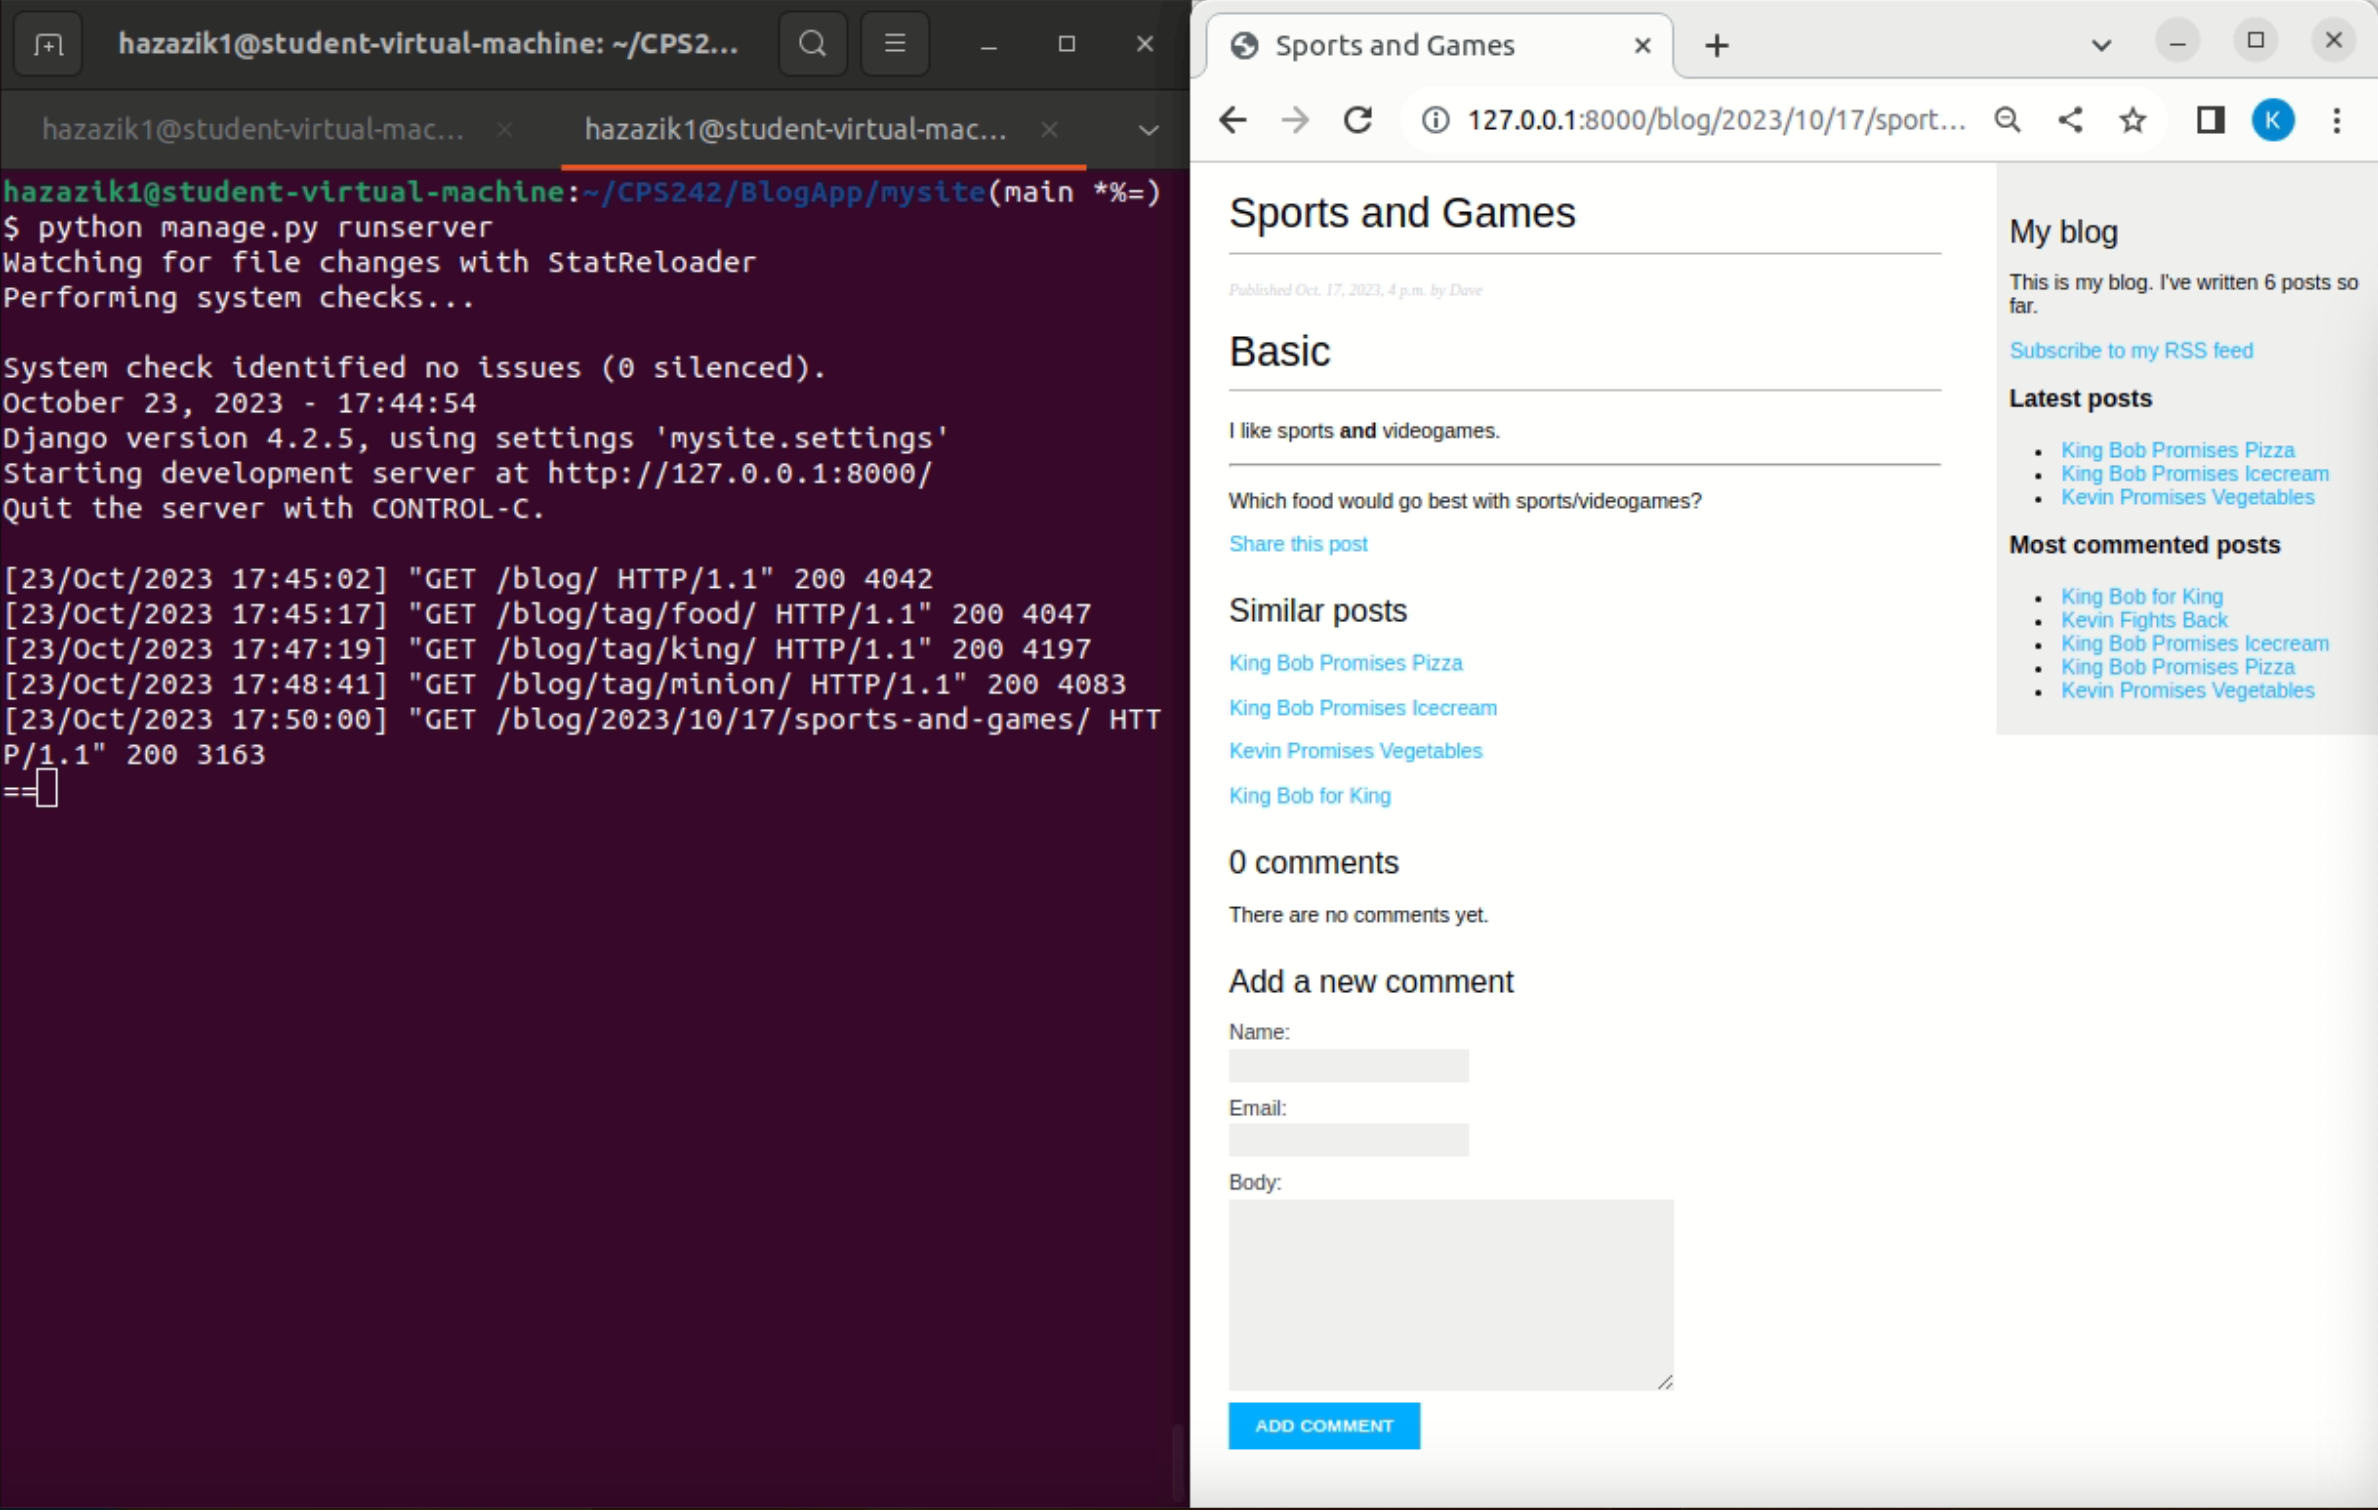 hazazik1@student-virtual-machine: ~/CPS2...
hazazik1@student-virtual-mac...
hazazik1@student-virtual-mac...
hazazik1@student-virtual-machine:~/CPS242/BlogApp/mysite(main *%=)
$ python manage.py runserver
Watching for file changes with StatReloader
Performing system checks...
System check identified no issues (0 silenced).
October 23, 2023 - 17:44:54
Django version 4.2.5, using settings 'mysite.settings'
Starting development server at http://127.0.0.1:8000/
Quit the server with CONTROL-C.
[23/Oct/2023 17:45:02] "GET /blog/ HTTP/1.1" 200 4042
[23/Oct/2023 17:45:17] "GET /blog/tag/food/ HTTP/1.1" 200 4047
[23/Oct/2023 17:47:19] "GET /blog/tag/king/ HTTP/1.1" 200 4197
[23/Oct/2023 17:48:41] "GET /blog/tag/minion/ HTTP/1.1" 200 4083
[23/Oct/2023 17:50:00] "GET /blog/2023/10/17/sports-and-games/ HTT
P/1.1" 200 3163
==
Sports and Games
127.0.0.1:8000/blog/2023/10/17/sport...
K
Sports and Games
Published Oct. 17, 2023, 4 p.m. by Dave
Basic
I like sports and videogames.
Which food would go best with sports/videogames?
Share this post
Similar posts
King Bob Promises Pizza
King Bob Promises Icecream
Kevin Promises Vegetables
King Bob for King
0 comments
There are no comments yet.
Add a new comment
Name:
Email:
Body:
ADD COMMENT
My blog
This is my blog. I've written 6 posts so
far.
Subscribe to my RSS feed
Latest posts
• King Bob Promises Pizza
• King Bob Promises Icecream
• Kevin Promises Vegetables
Most commented posts
• King Bob for King
• Kevin Fights Back
• King Bob Promises Icecream
• King Bob Promises Pizza
• Kevin Promises Vegetables